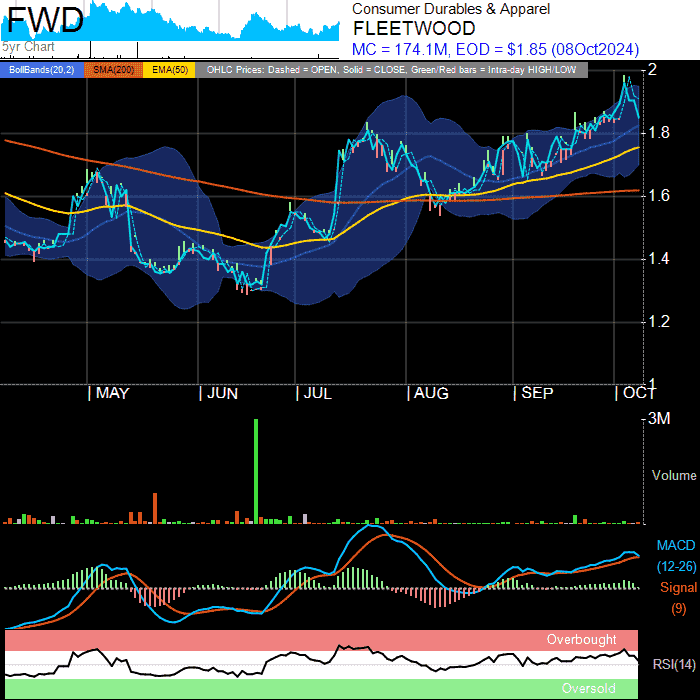 FWD
5yr Chart
Consumer Durables & Apparel
FLEETWOOD
MC = 174.1M, EOD = $1.85 (08Oct2024)
BollBands(20,2) SMA(200) EMA(50) OHLC Prices: Dashed = OPEN, Solid = CLOSE, Green/Red bars = Intra-day HIGH/LOW
2
1.8
1.6
1.4
1.2
1
MAY JUN JUL AUG SEP OCT
3M
Volume
MACD
(12-26)
Signal
(9)
Overbought
RSI(14)
Oversold